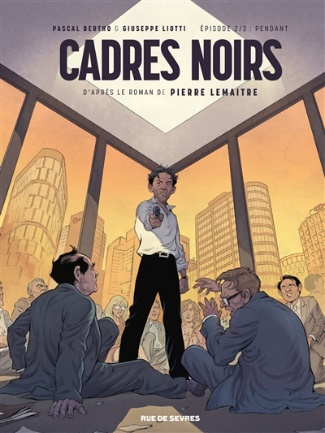 PASCAL BERTHO & GIUSEPPE LIOTTI ÉPISODE 2/3 : PENDANT
CADRES NOIRS
D'APRÈS LE ROMAN DE PIERRE LEMAITRE
RUE DE SÈVRES